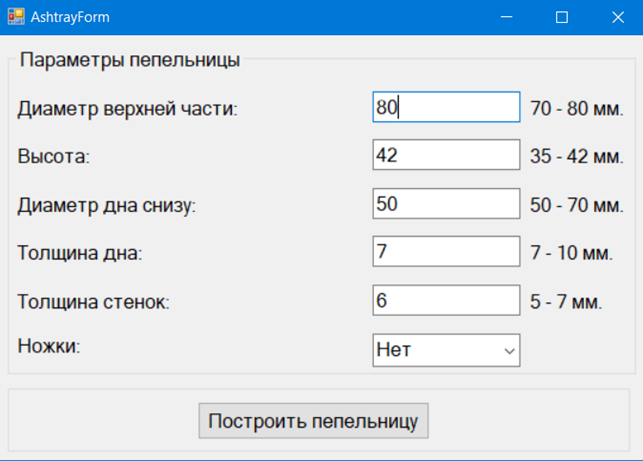 AshtrayForm
Параметры пепельницы
Диаметр верхней части: 80 70 - 80 мм.
Высота: 42 35 - 42 мм.
Диаметр дна снизу: 50 50 - 70 мм.
Толщина дна: 7 7 - 10 мм.
Толщина стенок: 6 5 - 7 мм.
Ножки: Нет
Построить пепельницу